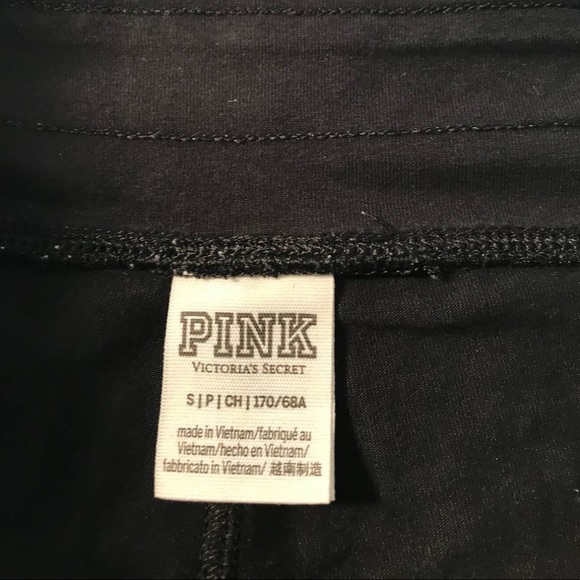 PINK
VICTORIA'S SECRET
S|P|CH|170/68A
made in Vietnam/fabriqué au
Vietnam/hecho en Vietnam/
fabbricato in Vietnam/ 越南制造